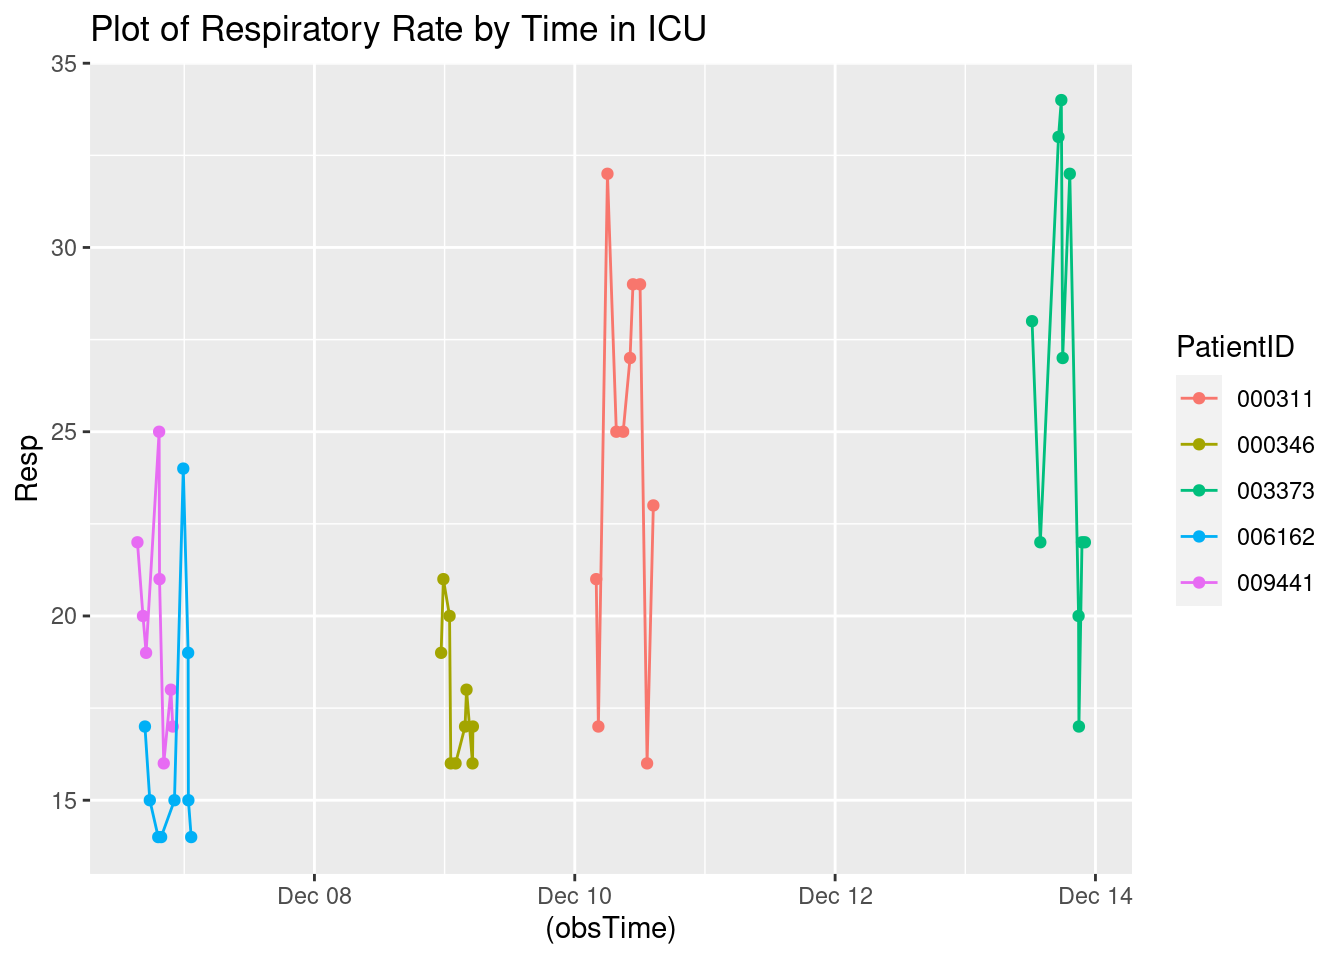 Plot of Respiratory Rate by Time in ICU
35
30
25
20
15
Resp
Dec 08
Dec 10
Dec 12
Dec 14
(obsTime)
PatientID
000311
000346
003373
006162
009441